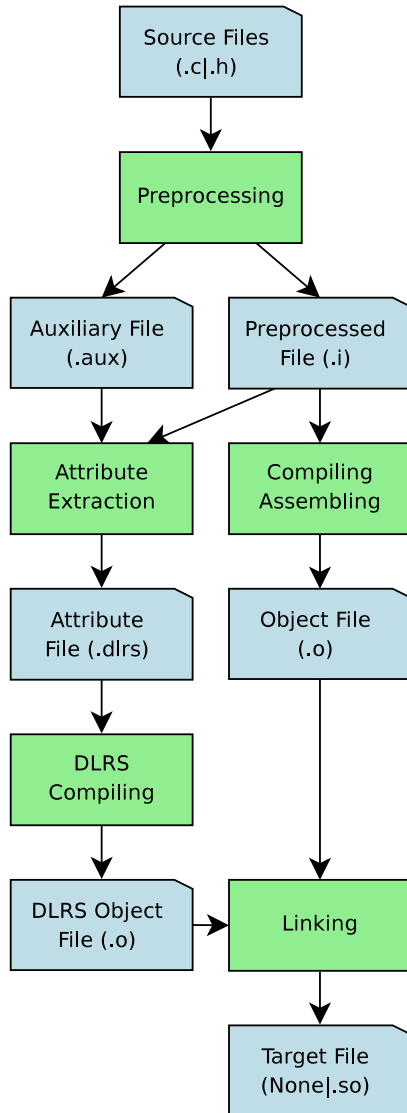 Source Files
(.c|.h)
Preprocessing
Auxiliary File
(.aux)
Preprocessed
File (.i)
Attribute
Extraction
Compiling
Assembling
Attribute
File (.dlrs)
Object File
(.o)
DLRS
Compiling
DLRS Object
File (.o)
Linking
Target File
(None|.so)